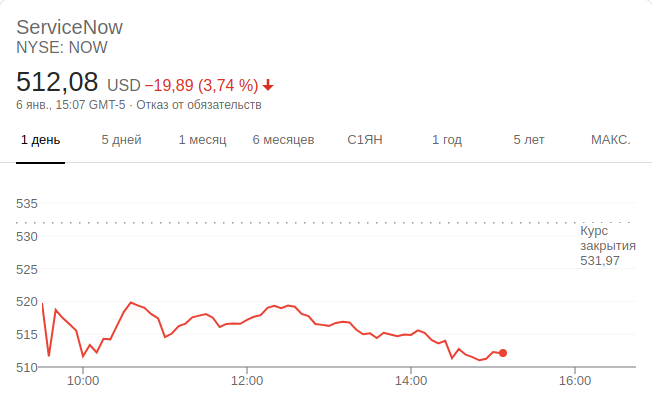 ServiceNow
NYSE: NOW
512,08 USD −19,89 (3,74 %)
6 янв., 15:07 GMT-5 · Отказ от обязательств
1 день 5 дней 1 месяц 6 месяцев С1ЯН 1 год 5 лет МАКС.
535
530
525
520
515
510
Курс
закрытия
531,97
10:00 12:00 14:00 16:00